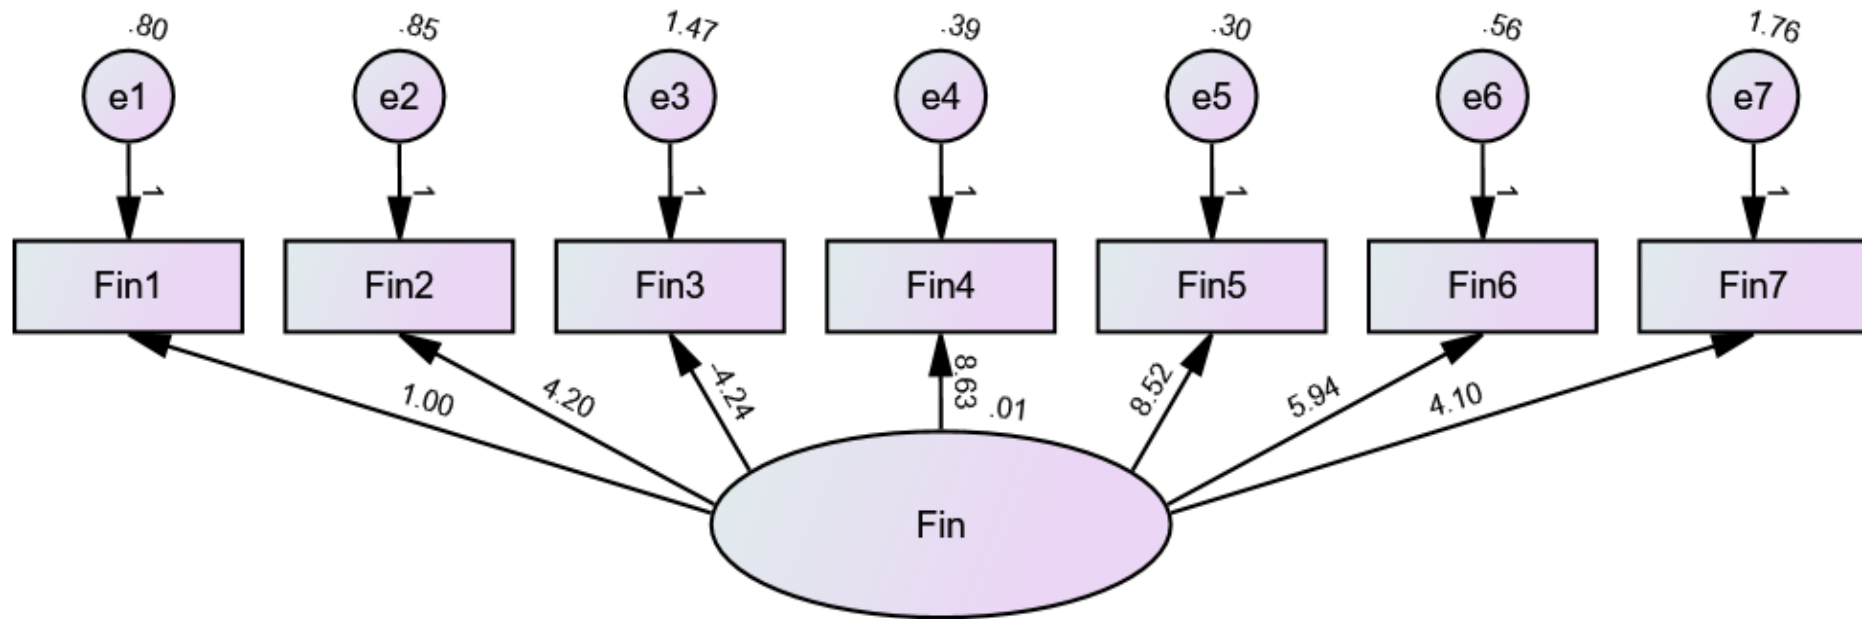 .80 .85 1.47 .39 .30 .56 1.76
e1 e2 e3 e4 e5 e6 e7
1 1 1 1 1 1 1
Fin1 Fin2 Fin3 Fin4 Fin5 Fin6 Fin7
1.00 4.20 -4.24 8.63 8.52 5.94 4.10
.01
Fin